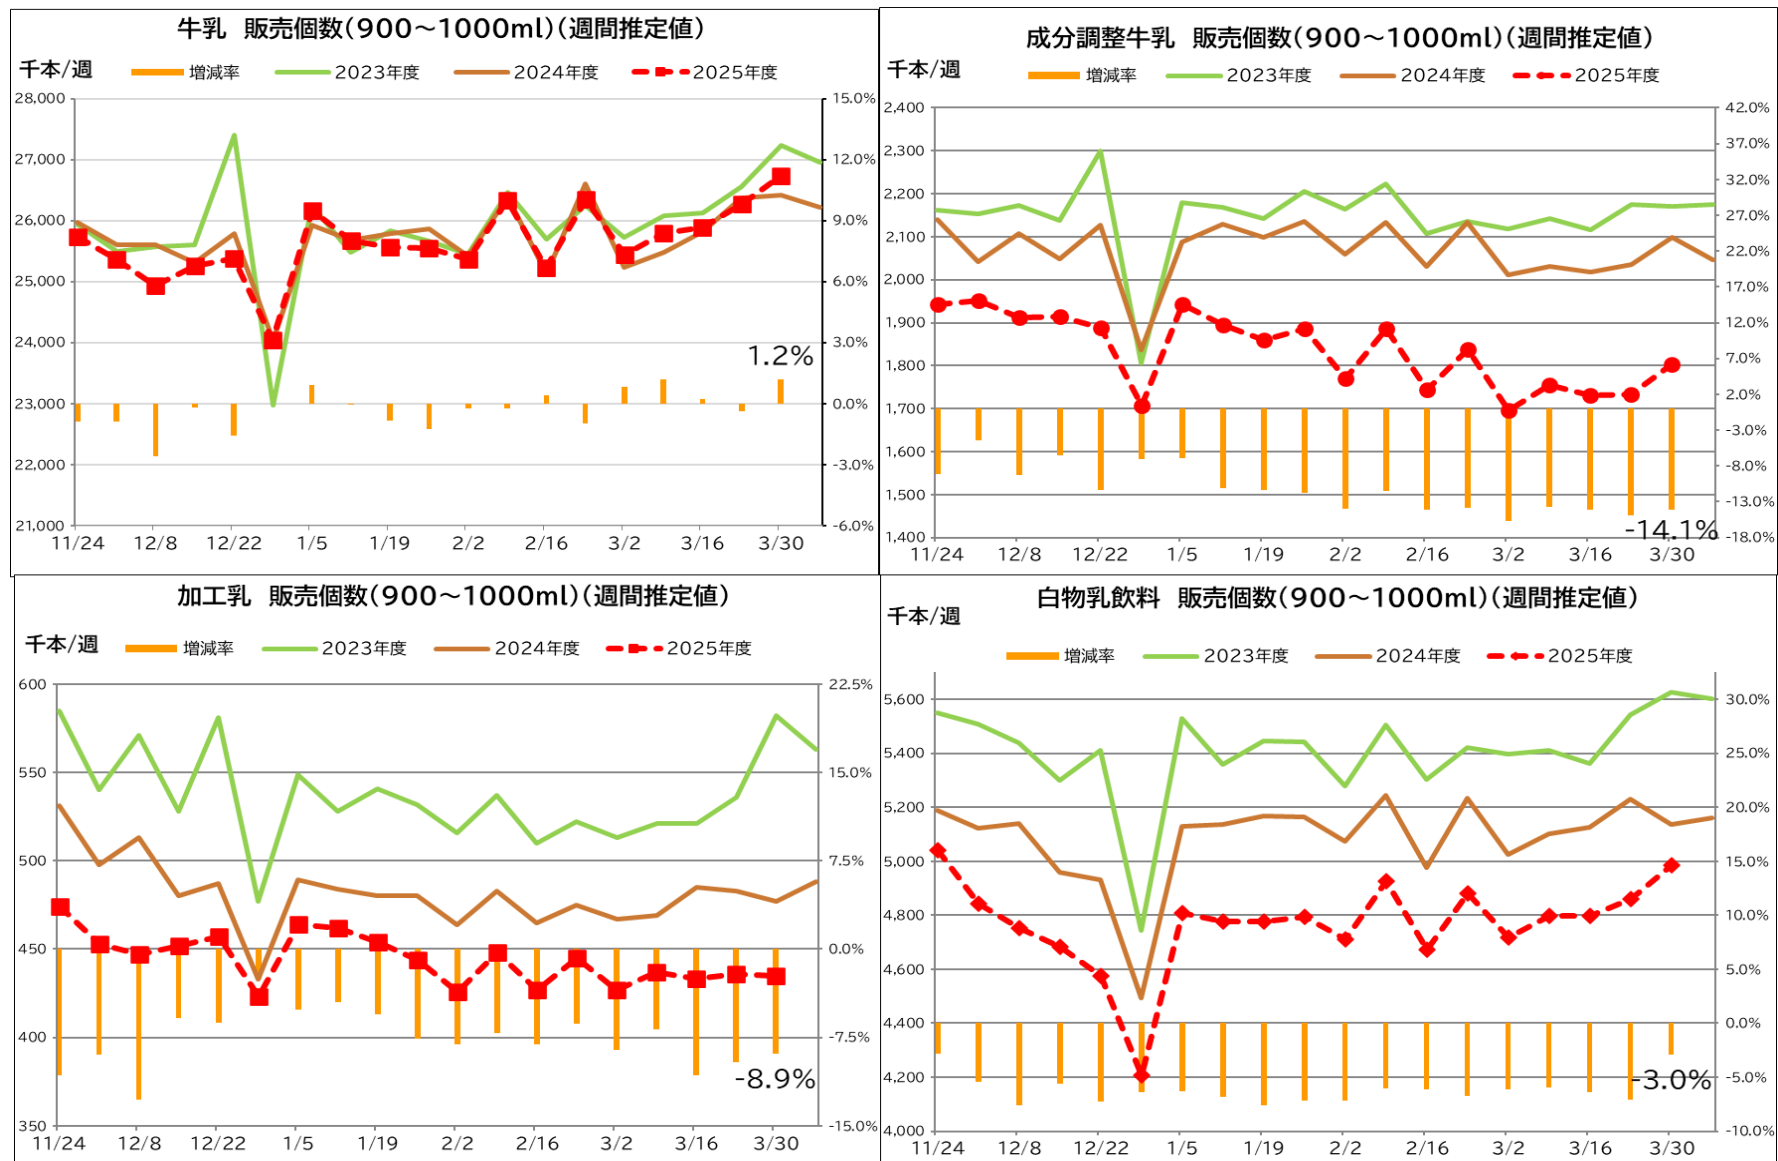 牛乳　販売個数（900～1000ml）（週間推定値）
千本/週
増減率　2023年度　2024年度　2025年度
28,000　15.0%
27,000　12.0%
26,000　9.0%
25,000　6.0%
24,000　3.0%
1.2%
23,000　0.0%
22,000　-3.0%
21,000　-6.0%
11/24　12/8　12/22　1/5　1/19　2/2　2/16　3/2　3/16　3/30
成分調整牛乳　販売個数（900～1000ml）（週間推定値）
千本/週
増減率　2023年度　2024年度　2025年度
2,400　42.0%
37.0%
2,300
32.0%
2,200
27.0%
2,100
22.0%
2,000
17.0%
1,900　12.0%
1,800　7.0%
2.0%
1,700
-3.0%
1,600
-8.0%
1,500
-13.0%
-14.1%
1,400　-18.0%
11/24　12/8　12/22　1/5　1/19　2/2　2/16　3/2　3/16　3/30
加工乳　販売個数（900～1000ml）（週間推定値）
千本/週
増減率　2023年度　2024年度　2025年度
600　22.5%
550　15.0%
500　7.5%
450　0.0%
400　-7.5%
-8.9%
350　-15.0%
11/24　12/8　12/22　1/5　1/19　2/2　2/16　3/2　3/16　3/30
白物乳飲料　販売個数（900～1000ml）（週間推定値）
千本/週
増減率　2023年度　2024年度　2025年度
5,600　30.0%
5,400　25.0%
5,200　20.0%
5,000　15.0%
4,800　10.0%
4,600　5.0%
4,400　0.0%
4,200　-5.0%
-3.0%
4,000　-10.0%
11/24　12/8　12/22　1/5　1/19　2/2　2/16　3/2　3/16　3/30